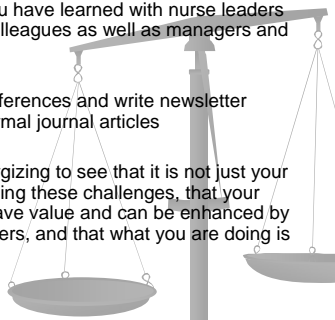 u have learned with nurse leaders
lleagues as well as managers and
ferences and write newsletter
rmal journal articles
rgizing to see that it is not just your
ing these challenges, that your
ave value and can be enhanced by
ers, and that what you are doing is